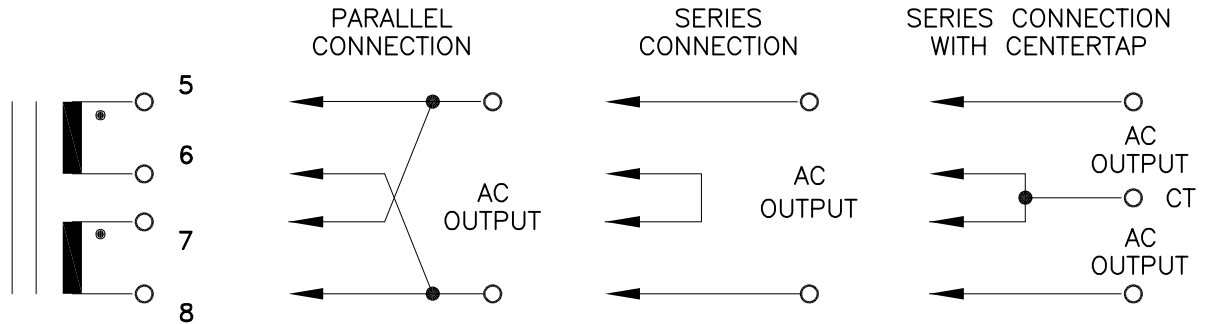 PARALLEL
CONNECTION
SERIES
CONNECTION
SERIES CONNECTION
WITH CENTERTAP
5
6
7
8
AC
OUTPUT
AC
OUTPUT
AC
OUTPUT
CT
AC
OUTPUT